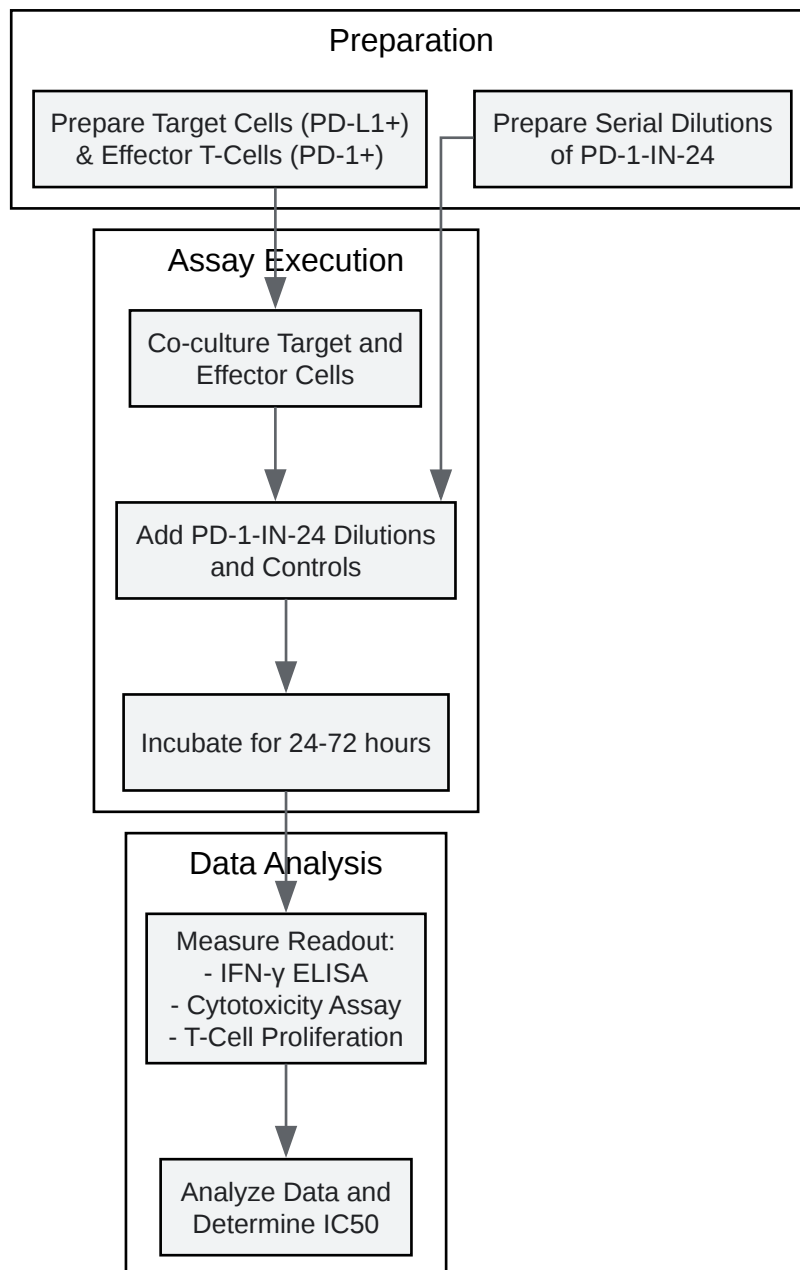 Preparation
Prepare Target Cells (PD-L1+)
& Effector T-Cells (PD-1+)
Prepare Serial Dilutions
of PD-1-IN-24
Assay Execution
Co-culture Target and
Effector Cells
Add PD-1-IN-24 Dilutions
and Controls
Incubate for 24-72 hours
Data Analysis
Measure Readout:
- IFN-γ ELISA
- Cytotoxicity Assay
- T-Cell Proliferation
Analyze Data and
Determine IC50